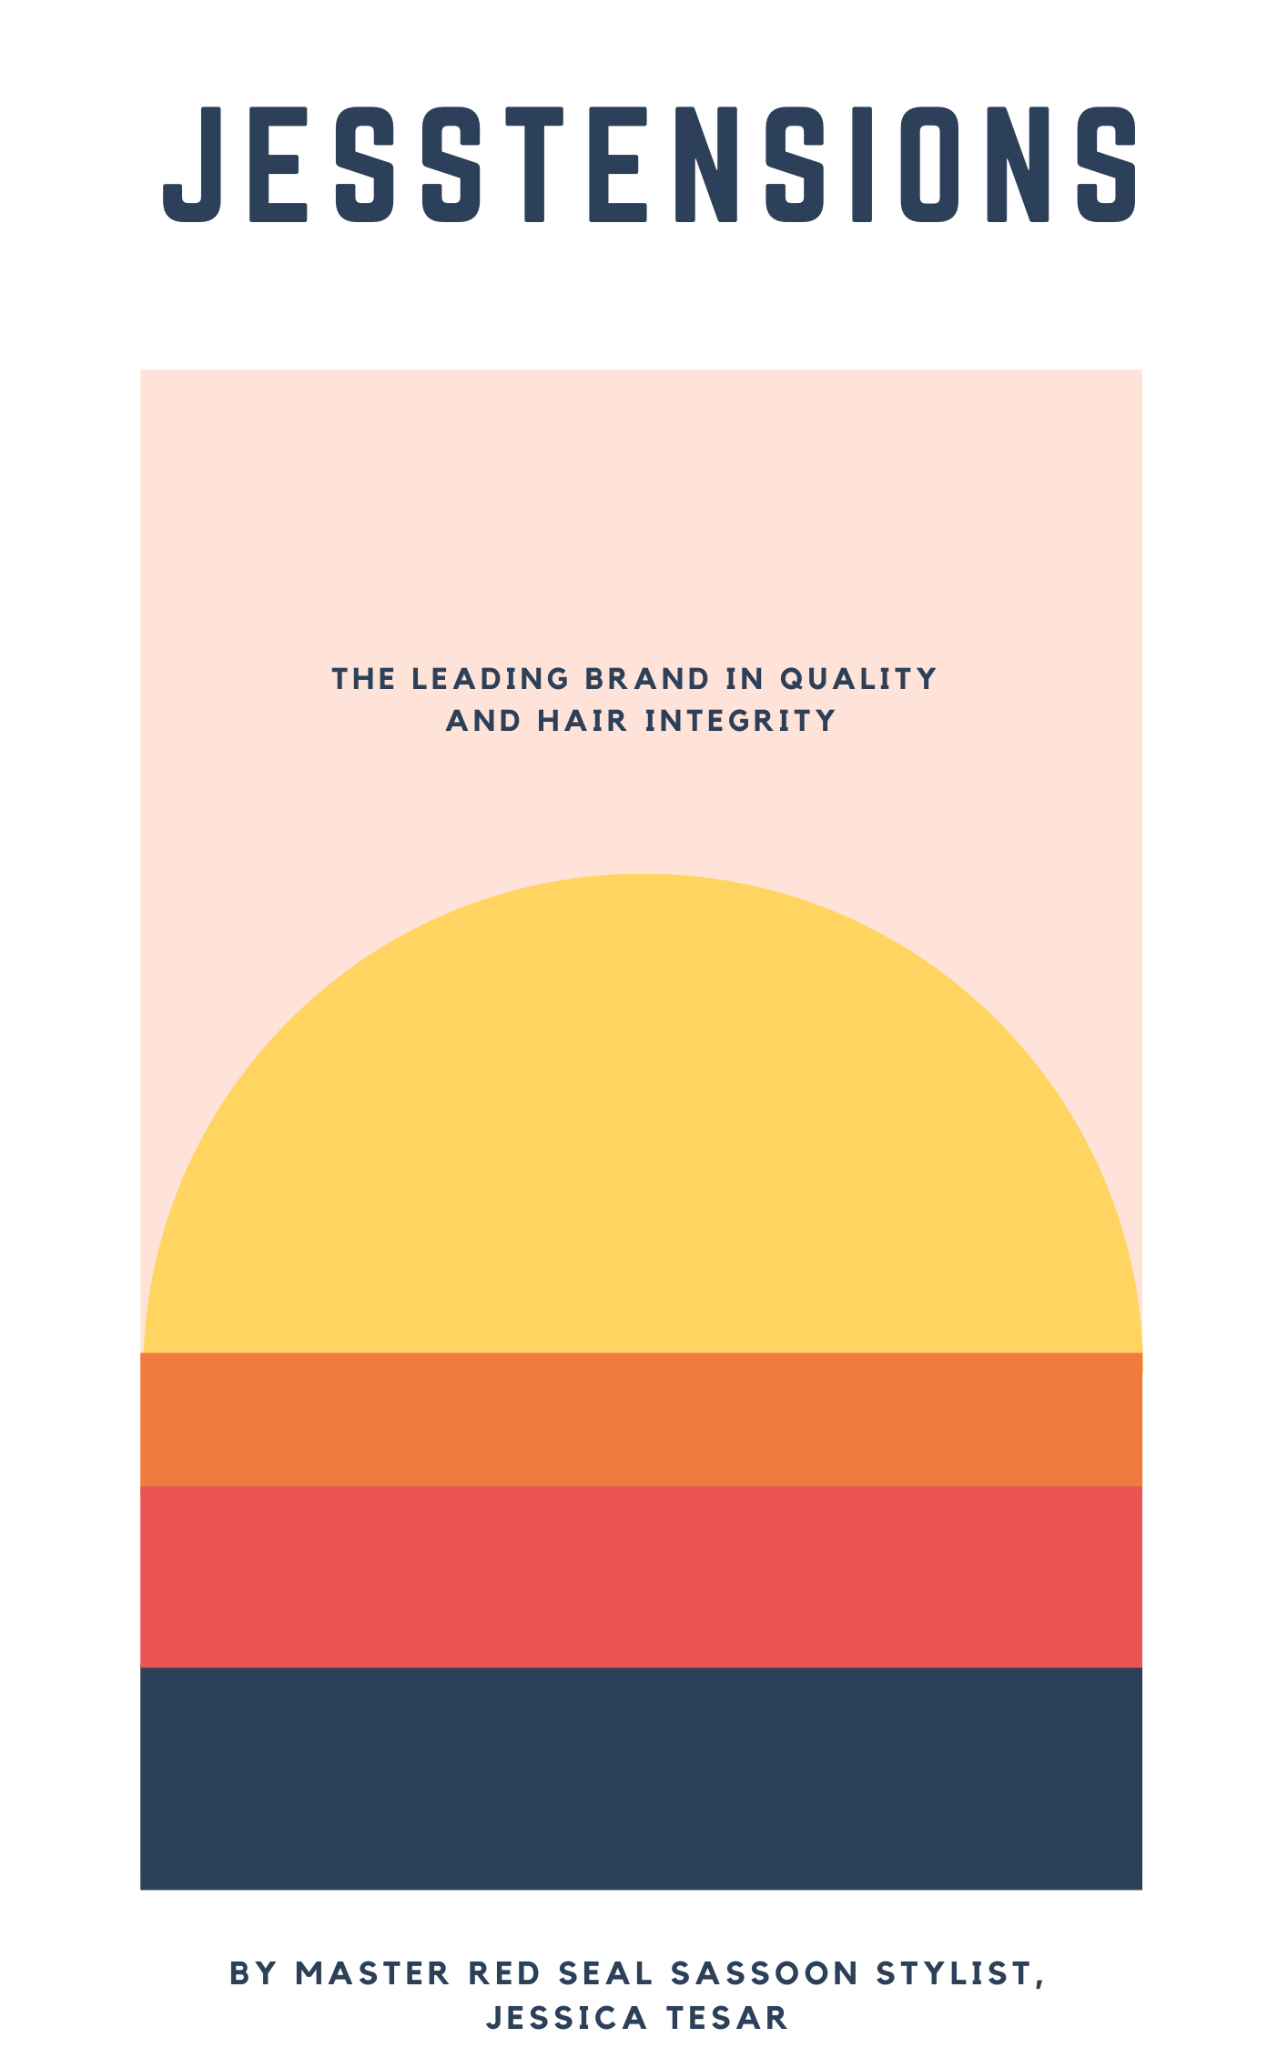 JESSTENSIONS
THE LEADING BRAND IN QUALITY
AND HAIR INTEGRITY
BY MASTER RED SEAL SASSOON STYLIST,
JESSICA TESAR